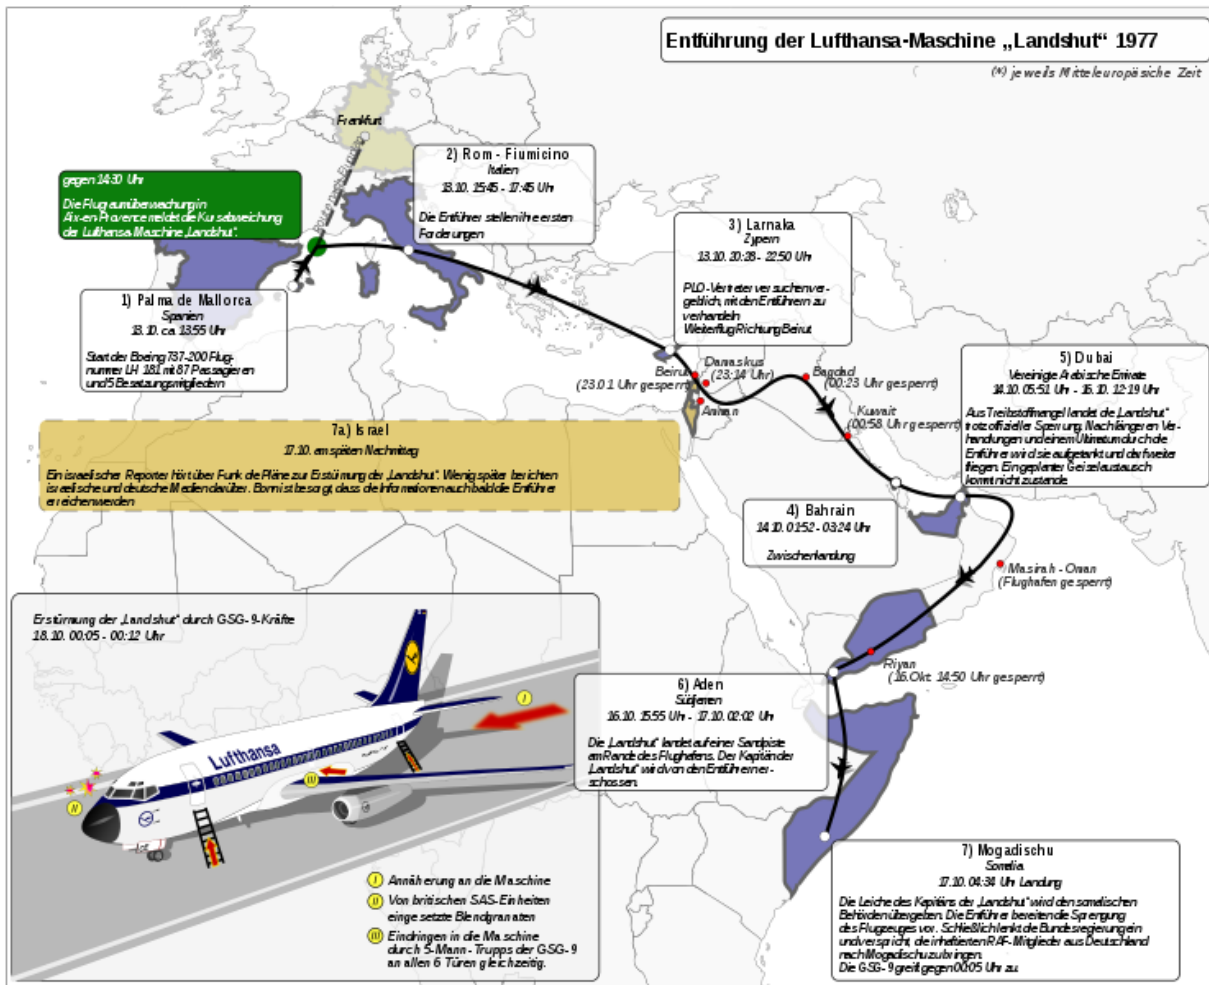 Entführung der Lufthansa-Maschine „Landshut“ 1977
(*) jeweils Mitteleuropäsiche Zeit
Frankfurt
gegen 14:30 Uhr
Die Flugraumüberwachung in
Aix-en-Provence meldet die Kursabweichung
der Lufthansa-Maschine „Landshut“.
1) Palma de Mallorca
Spanien
13.10. ca. 13:55 Uhr
Start der Boeing 737-200 Flug-
nummer LH 181 mit 87 Passagieren
und 5 Besatzungsmitgliedern
2) Rom - Fiumicino
Italien
13.10. 15:45 - 17:45 Uhr
Die Entführer stellen ihre ersten
Forderungen
3) Larnaka
Zypern
13.10. 20:28 - 22:50 Uhr
PLO-Vertreter versuchen ver-
geblich, mit den Entführern zu
verhandeln
Weiterflug Richtung Beirut
Beirut
(23:01 Uhr gesperrt)
Damaskus
(23:14 Uhr)
Amman
Bagdad
(00:23 Uhr gesperrt)
Kuwait
(00:58 Uhr gesperrt)
4) Bahrain
14.10. 01:52 - 03:24 Uhr
Zwischenlandung
5) Dubai
Vereinigte Arabische Emirate
14.10. 05:51 Uhr - 16.10. 12:19 Uhr
Aus Treibstoffmangel landet die „Landshut“
trotz offizieller Sperrung. Nach längeren Ver-
handlungen und einem Ultimatum durch die
Entführer wird sie aufgetankt und darf weiter
fliegen. Ein geplanter Geiselaustausch
kommt nicht zustande.
Masirah - Oman
(Flughafen gesperrt)
Riyan
(16.Okt. 14:50 Uhr gesperrt)
6) Aden
Südjemen
16.10. 15:55 Uhr - 17.10. 02:02 Uhr
Die „Landshut“ landet auf einer Sandpiste
am Rande des Flughafens. Der Kapitän der
„Landshut“ wird von den Entführern er-
schossen.
7) Mogadischu
Somalia
17.10. 04:34 Uhr Landung
Die Leiche des Kapitäns der „Landshut“ wird den somalischen
Behörden übergeben. Die Entführer bereiten die Sprengung
des Flugzeuges vor. Schließlich lenkt die Bundesregierung ein
und verspricht, die inhaftierten RAF-Mitglieder aus Deutschland
nach Mogadischu zu bringen.
Die GSG-9 greift gegen 00:05 Uhr zu.
7a) Israel
17.10. am späten Nachmittag
Ein israelischer Reporter hört über Funk die Pläne zur Erstürmung der „Landshut“. Wenig später berichten
israelische und deutsche Medien darüber. Bonn ist besorgt, dass die Informationen auch bald die Entführer
erreichen werden
Erstürmung der „Landshut“ durch GSG-9-Kräfte
18.10. 00:05 - 00:12 Uhr
Lufthansa
I
II
III
I Annäherung an die Maschine
II Von britischen SAS-Einheiten
eingesetzte Blendgranaten
III Eindringen in die Maschine
durch 5-Mann-Trupps der GSG-9
an allen 6 Türen gleichzeitig.